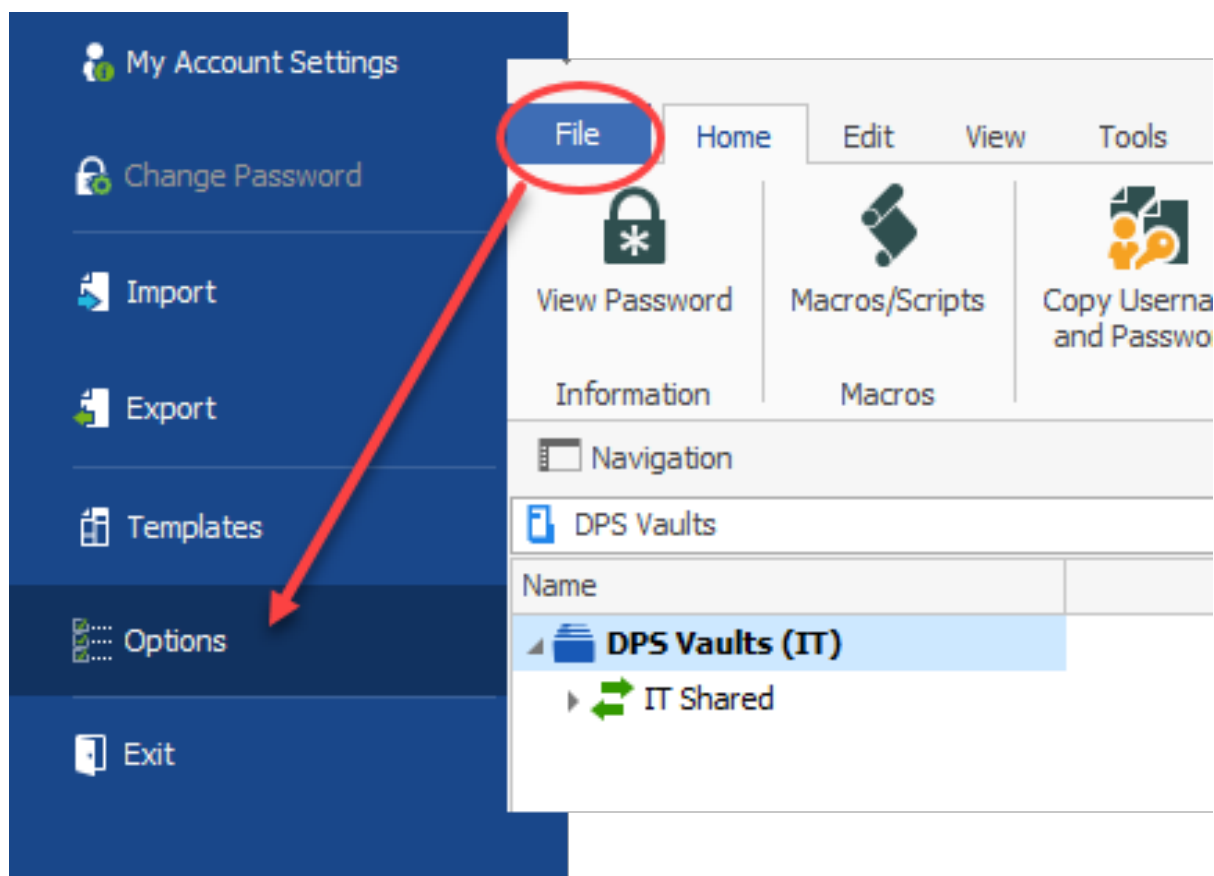 My Account Settings
Change Password
Import
Export
Templates
Options
Exit
File Home Edit View Tools
View Password Macros/Scripts Copy Userna
and Passwo
Information Macros
Navigation
DPS Vaults
Name
DPS Vaults (IT)
IT Shared